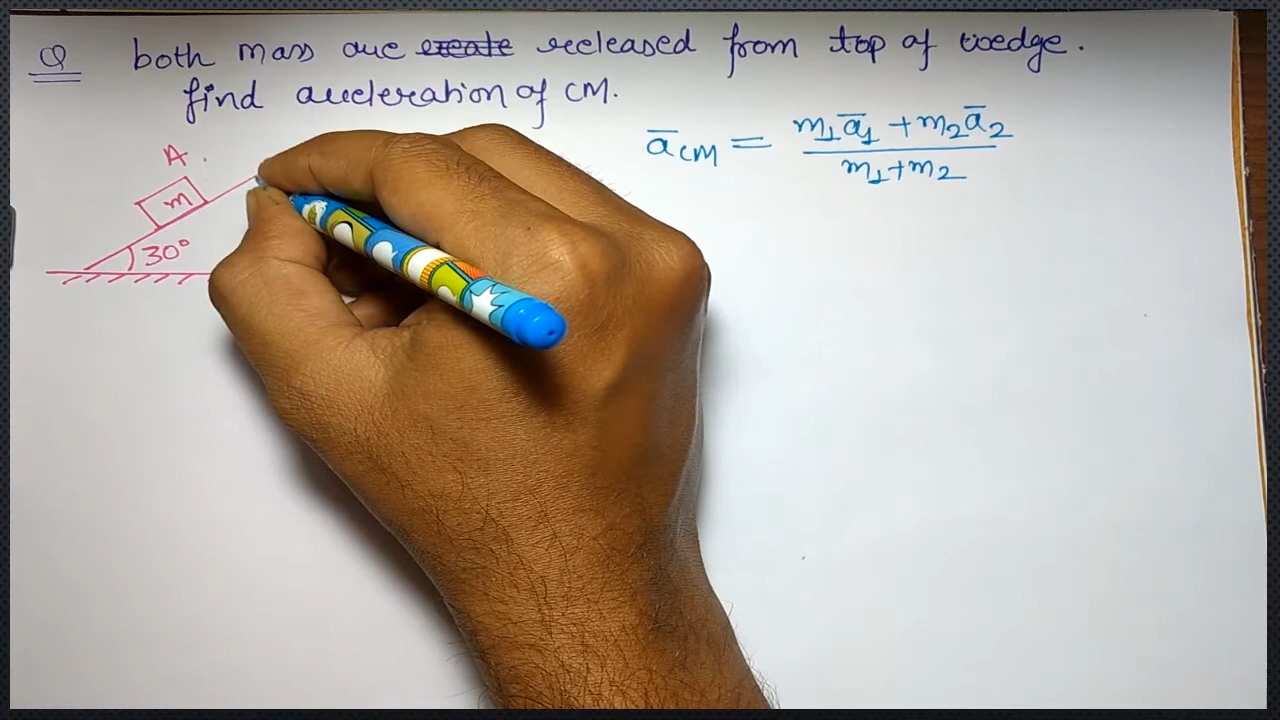 Q both mass are create released from top of wedge.
find acceleration of CM.
a̅CM = m1a̅1 + m2a̅2
m1+m2
A.
m
30°